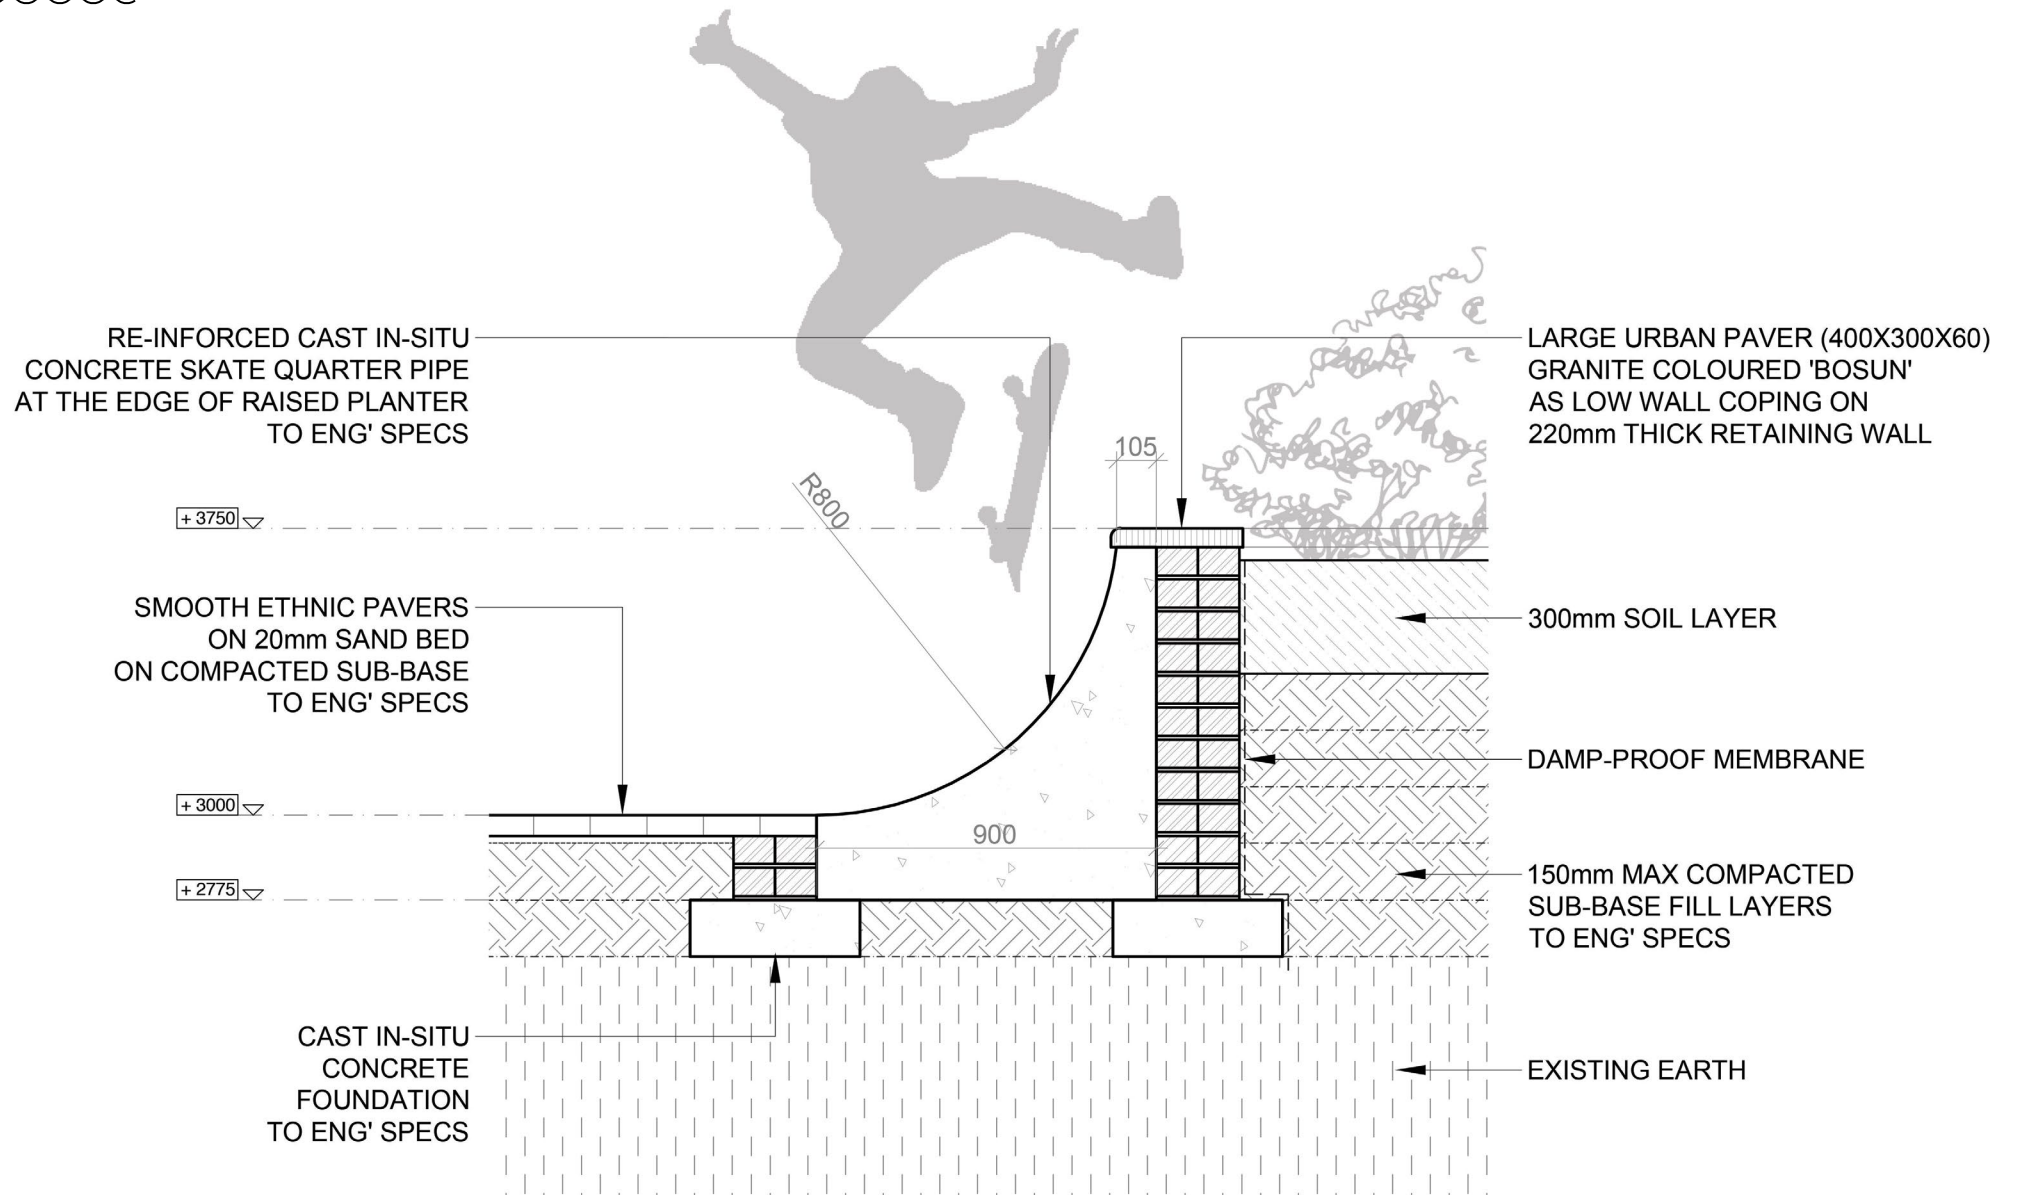 RE-INFORCED CAST IN-SITU
CONCRETE SKATE QUARTER PIPE
AT THE EDGE OF RAISED PLANTER
TO ENG' SPECS
LARGE URBAN PAVER (400X300X60)
GRANITE COLOURED 'BOSUN'
AS LOW WALL COPING ON
220mm THICK RETAINING WALL
105
R800
+ 3750
SMOOTH ETHNIC PAVERS
ON 20mm SAND BED
ON COMPACTED SUB-BASE
TO ENG' SPECS
300mm SOIL LAYER
DAMP-PROOF MEMBRANE
+ 3000
900
+ 2775
150mm MAX COMPACTED
SUB-BASE FILL LAYERS
TO ENG' SPECS
CAST IN-SITU
CONCRETE
FOUNDATION
TO ENG' SPECS
EXISTING EARTH